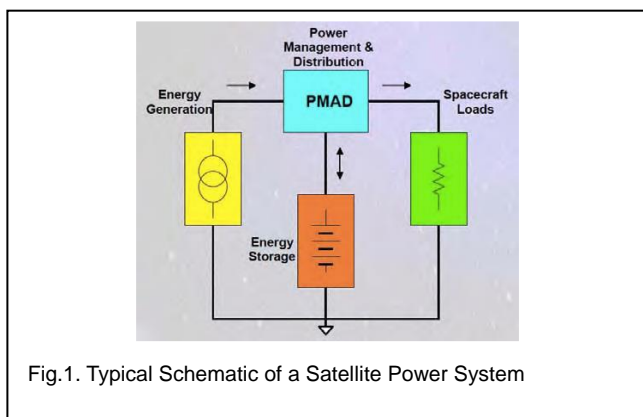 Power
Management &
Distribution
Energy
Generation
PMAD
Spacecraft
Loads
Energy
Storage
Fig.1. Typical Schematic of a Satellite Power System